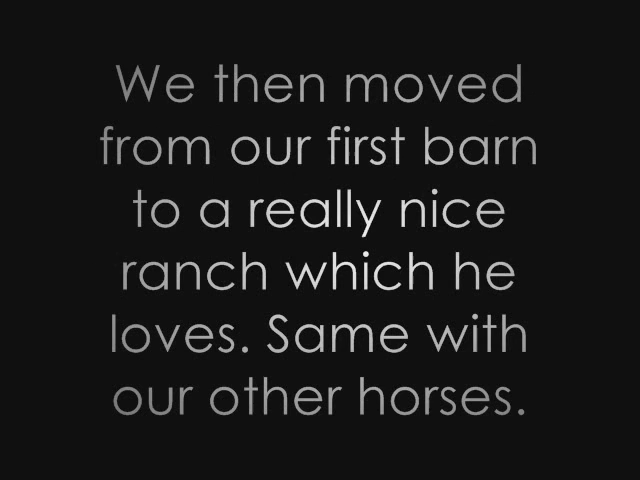 We then moved
from our first barn
to a really nice
ranch which he
loves. Same with
our other horses.